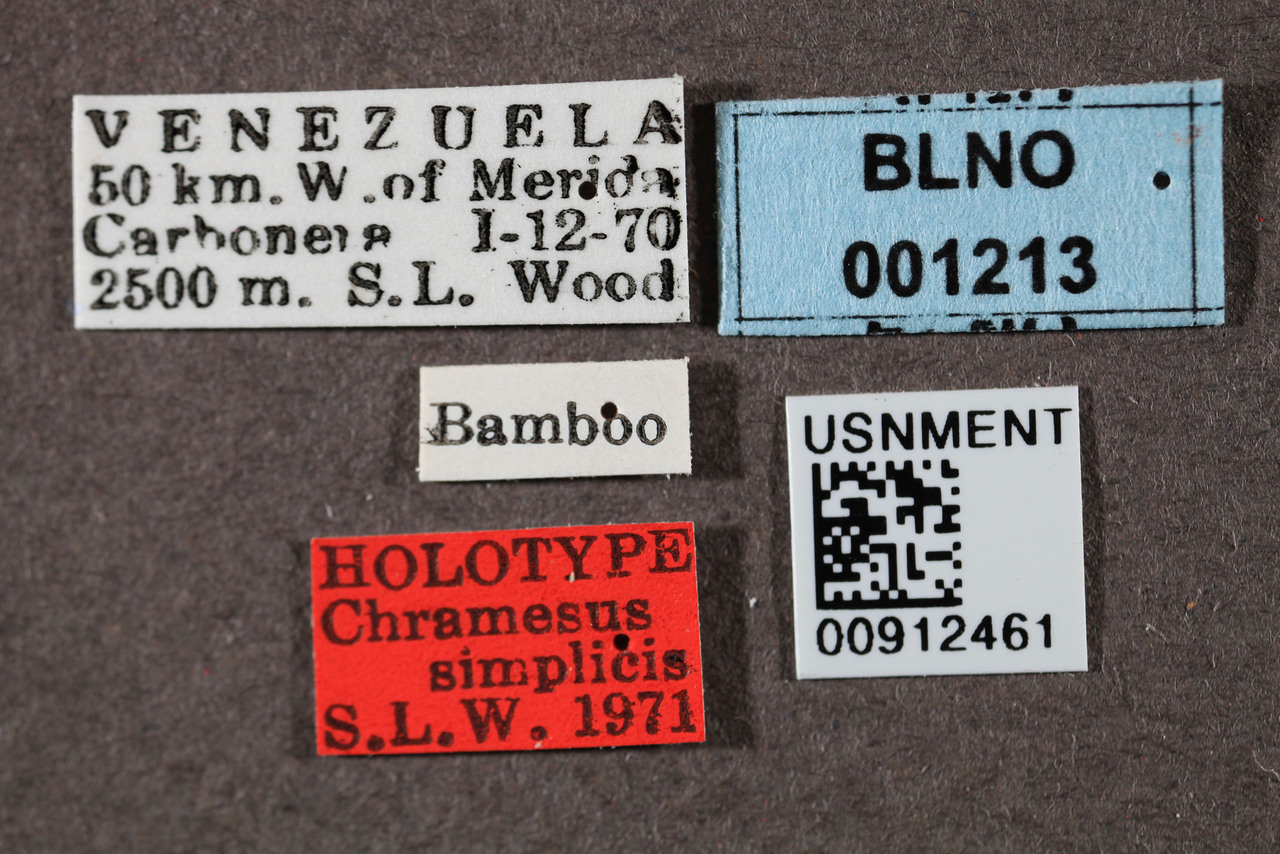 VENEZUELA
50 km. W. of Merida
Carbonera I-12-70
2500 m. S.L. Wood
BLNO
001213
Bamboo
USNMENT
00912461
HOLOTYPE
Chramesus
simplicis
S.L.W. 1971